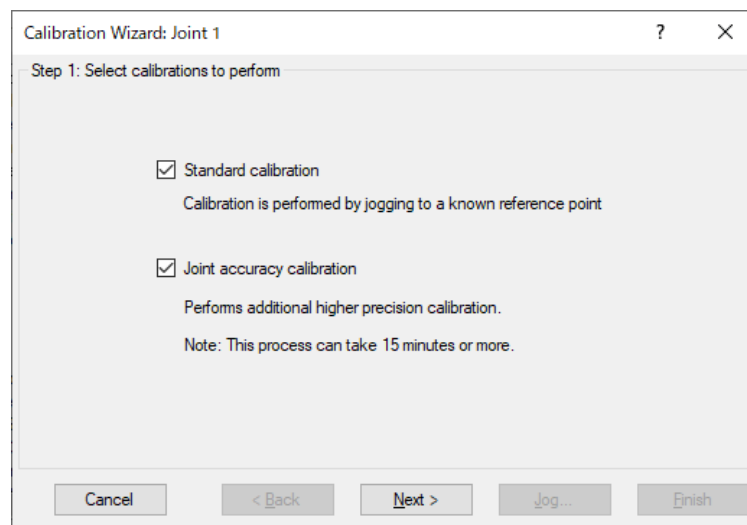 Calibration Wizard: Joint 1
?
Step 1: Select calibrations to perform
Standard calibration
Calibration is performed by jogging to a known reference point
Joint accuracy calibration
Performs additional higher precision calibration.
Note: This process can take 15 minutes or more.
Cancel
< Back
Next >
Jog...
Finish